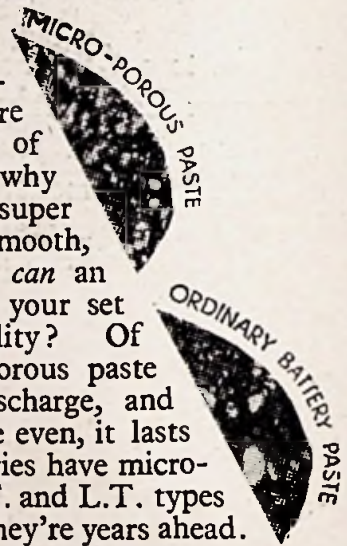 MICRO-POROUS PASTE
re
of
why
super
mooth,
can an
your set
lity? Of
orous paste
scharge, and
e even, it lasts
ries have micro-
. and L.T. types
hey're years ahead.
ORDINARY BATTERY PASTE